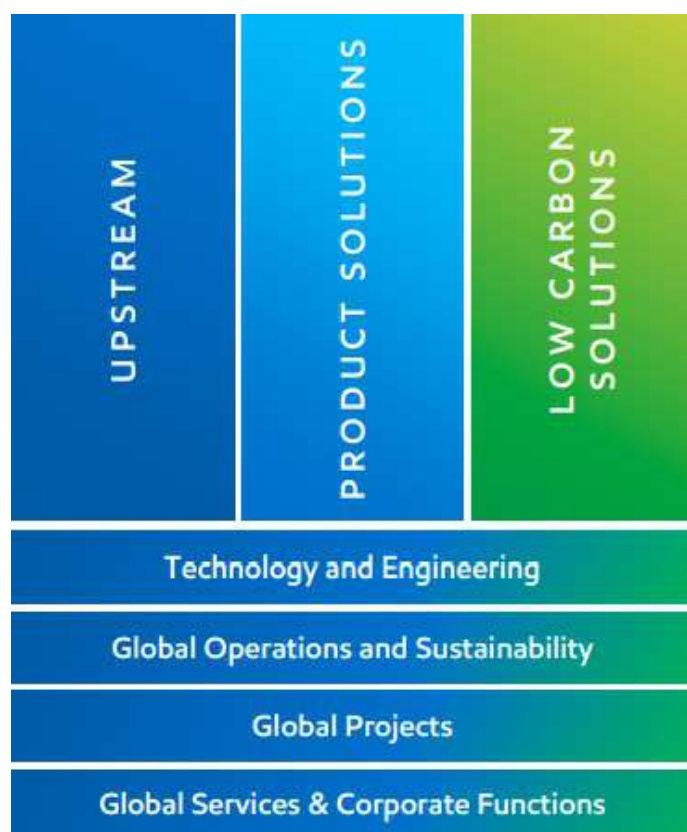 UPSTREAM
PRODUCT SOLUTIONS
LOW CARBON
SOLUTIONS
Technology and Engineering
Global Operations and Sustainability
Global Projects
Global Services & Corporate Functions